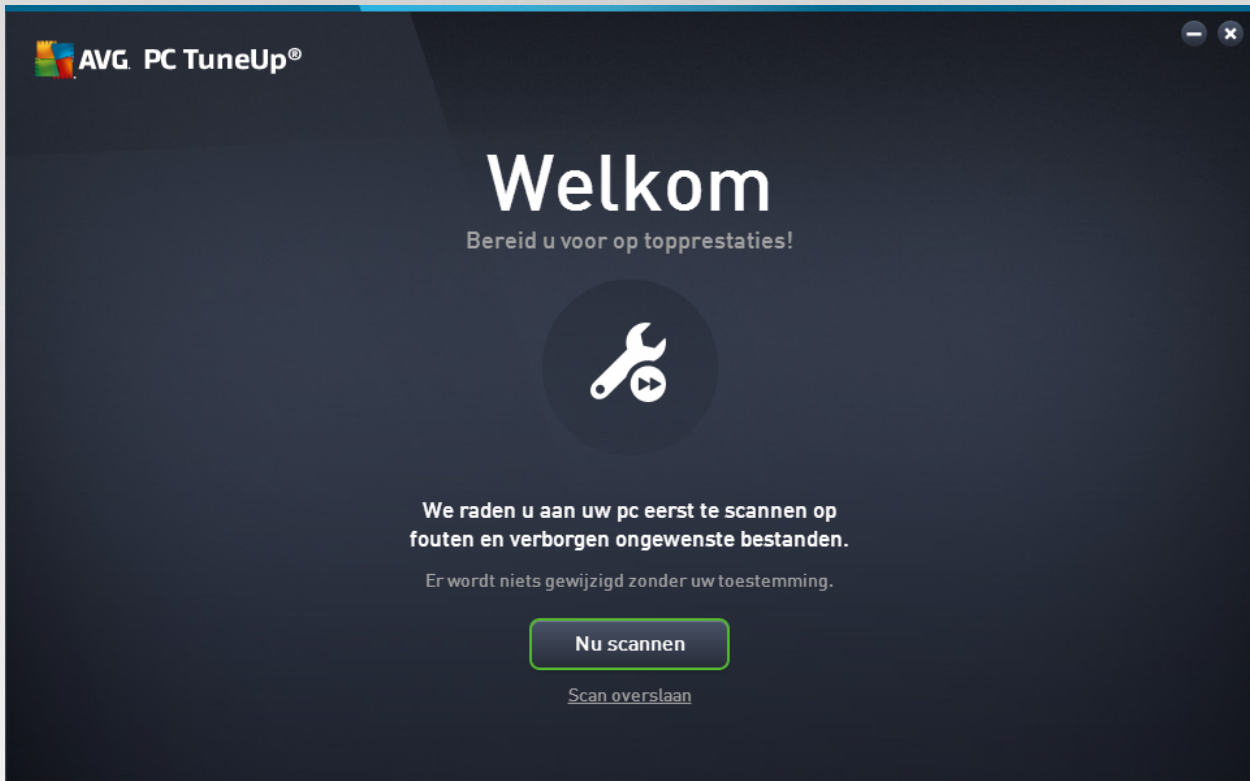 AVG. PC TuneUp®
Welkom
Bereid u voor op topprestaties!
We raden u aan uw pc eerst te scannen op
fouten en verborgen ongewenste bestanden.
Er wordt niets gewijzigd zonder uw toestemming.
Nu scannen
Scan overslaan